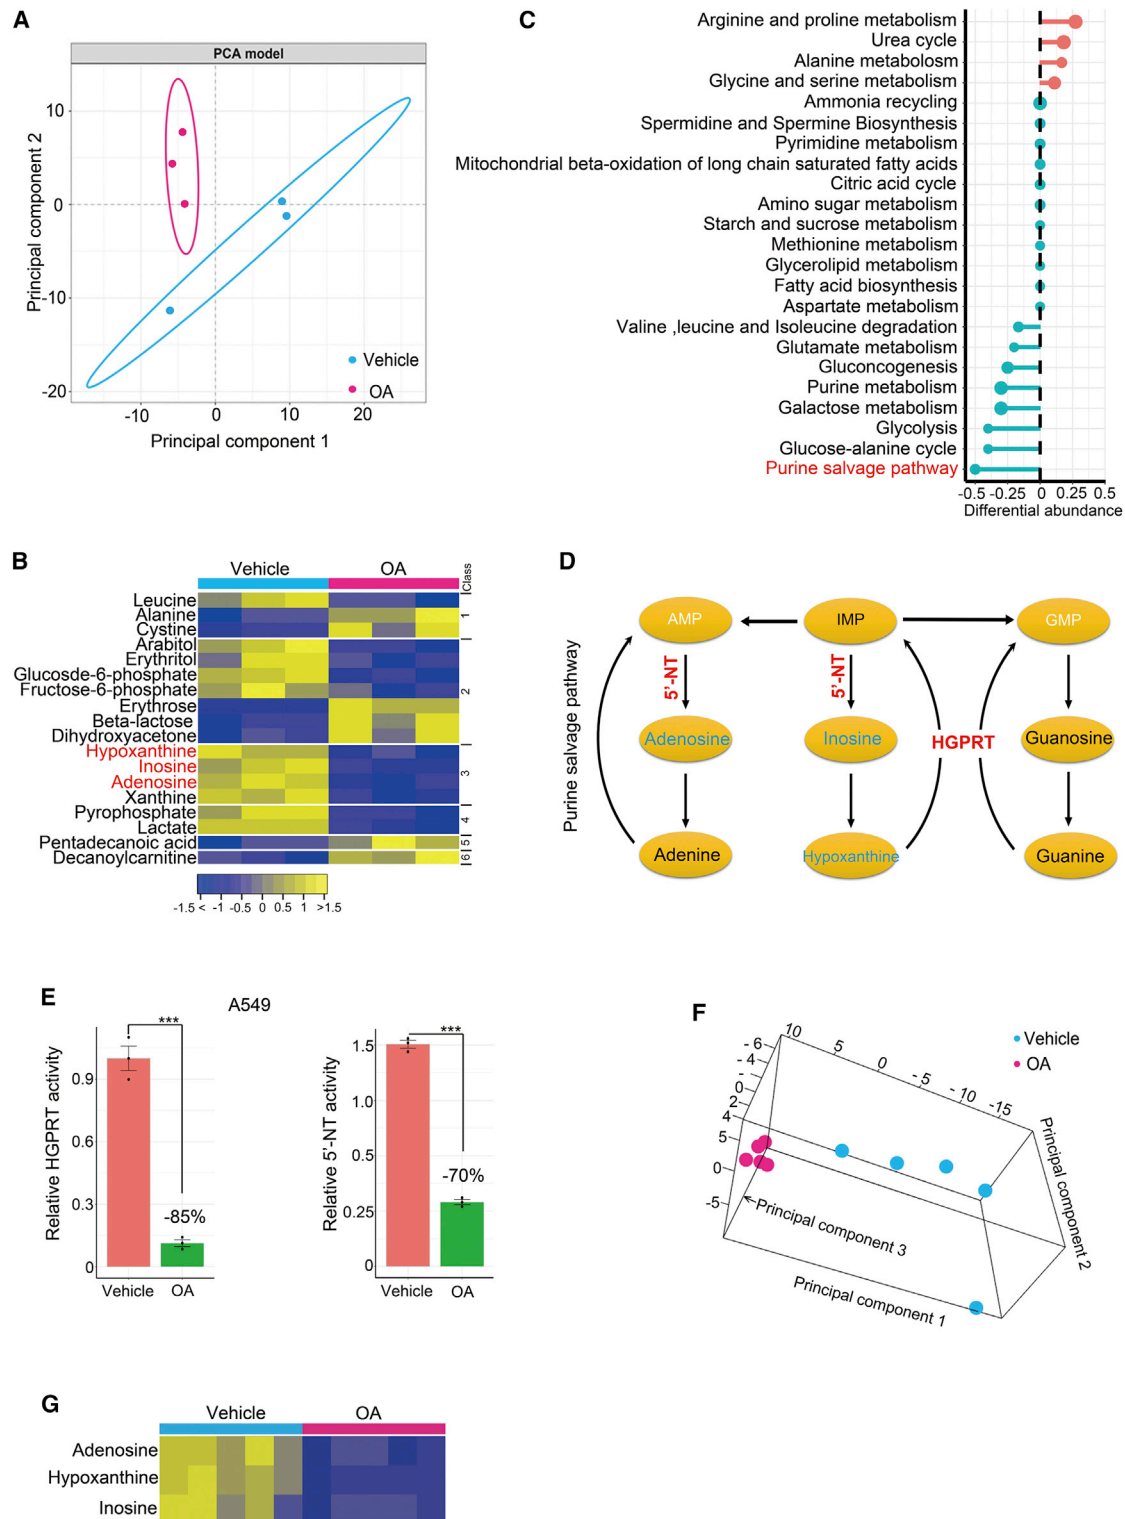 A
PCA model
Principal component 2
10
0
-10
-20
Vehicle
OA
-10
0
10
20
Principal component 1
C
Arginine and proline metabolism
Urea cycle
Alanine metabolosm
Glycine and serine metabolism
Ammonia recycling
Spermidine and Spermine Biosynthesis
Pyrimidine metabolism
Mitochondrial beta-oxidation of long chain saturated fatty acids
Citric acid cycle
Amino sugar metabolism
Starch and sucrose metabolism
Methionine metabolism
Glycerolipid metabolism
Fatty acid biosynthesis
Aspartate metabolism
Valine ,leucine and Isoleucine degradation
Glutamate metabolism
Gluconcogenesis
Purine metabolism
Galactose metabolism
Glycolysis
Glucose-alanine cycle
Purine salvage pathway
-0.5 -0.25 0 0.25 0.5
Differential abundance
B
Vehicle OA Class
Leucine
Alanine
Cystine
1
Arabitol
Erythritol
Glucosde-6-phosphate
Fructose-6-phosphate
Erythrose
Beta-lactose
Dihydroxyacetone
2
Hypoxanthine
Inosine
Adenosine
Xanthine
3
Pyrophosphate
Lactate
4
Pentadecanoic acid
5
Decanoylcarnitine
6
-1.5 < -1 -0.5 0 0.5 1 >1.5
D
Purine salvage pathway
AMP IMP GMP
5'-NT 5'-NT
Adenosine Inosine HGPRT Guanosine
Adenine Hypoxanthine Guanine
E
A549
Relative HGPRT activity
0.9
0.6
0.3
0
***
-85%
Vehicle OA
Relative 5'-NT activity
1.5
1.0
0.5
0.25
0
***
-70%
Vehicle OA
F
Vehicle
OA
10 5 0 -5 -10 -15
-6
-4
-
0
2
4
5
0
-5
Principal component 2
Principal component 3
Principal component 1
G
Vehicle OA
Adenosine
Hypoxanthine
Inosine